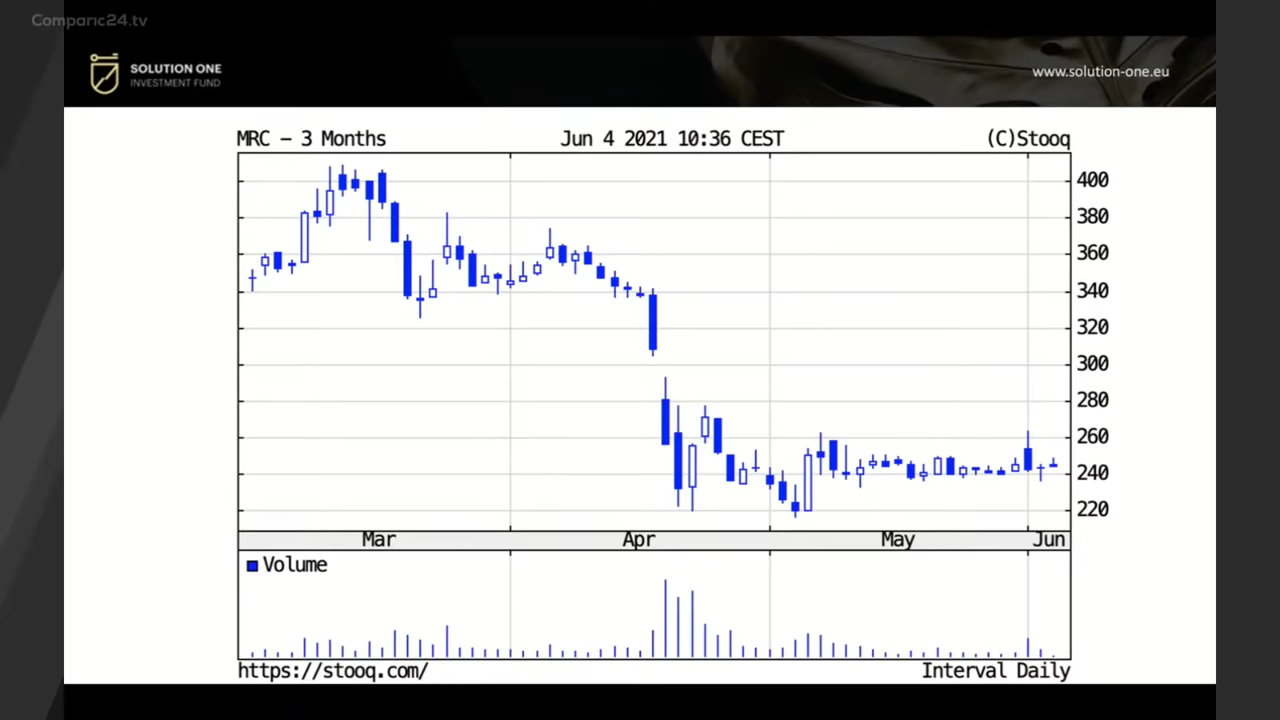 Comparic24.tv
SOLUTION ONE
INVESTMENT FUND
www.solution-one.eu
MRC – 3 Months Jun 4 2021 10:36 CEST (C)Stooq
400
380
360
340
320
300
280
260
240
220
Mar Apr May Jun
Volume
https://stooq.com/ Interval Daily